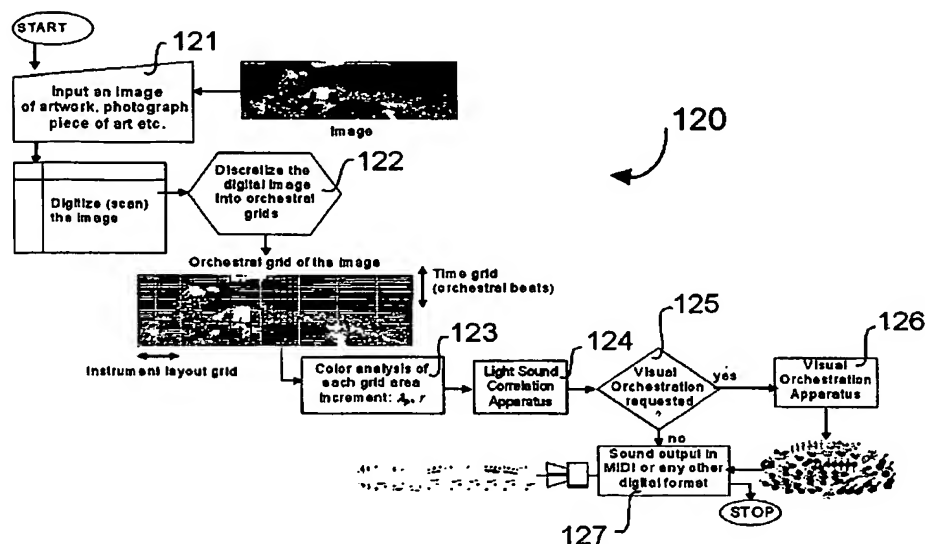 START
121
Input an image
of artwork, photograph
piece of art etc.
Image
120
Digitize (scan)
the image
122
Discretize the
digital image
into orchestral
grids
Orchestral grid of the image
Time grid
(orchestral beats)
Instrument layout grid
123
Color analysis of
each grid area
Increment:
124
Light Sound
Correlation
Apparatus
125
Visual
Orchestration
requested
?
yes
no
126
Visual
Orchestration
Apparatus
Sound output in
MIDI or any other
digital format
127
STOP